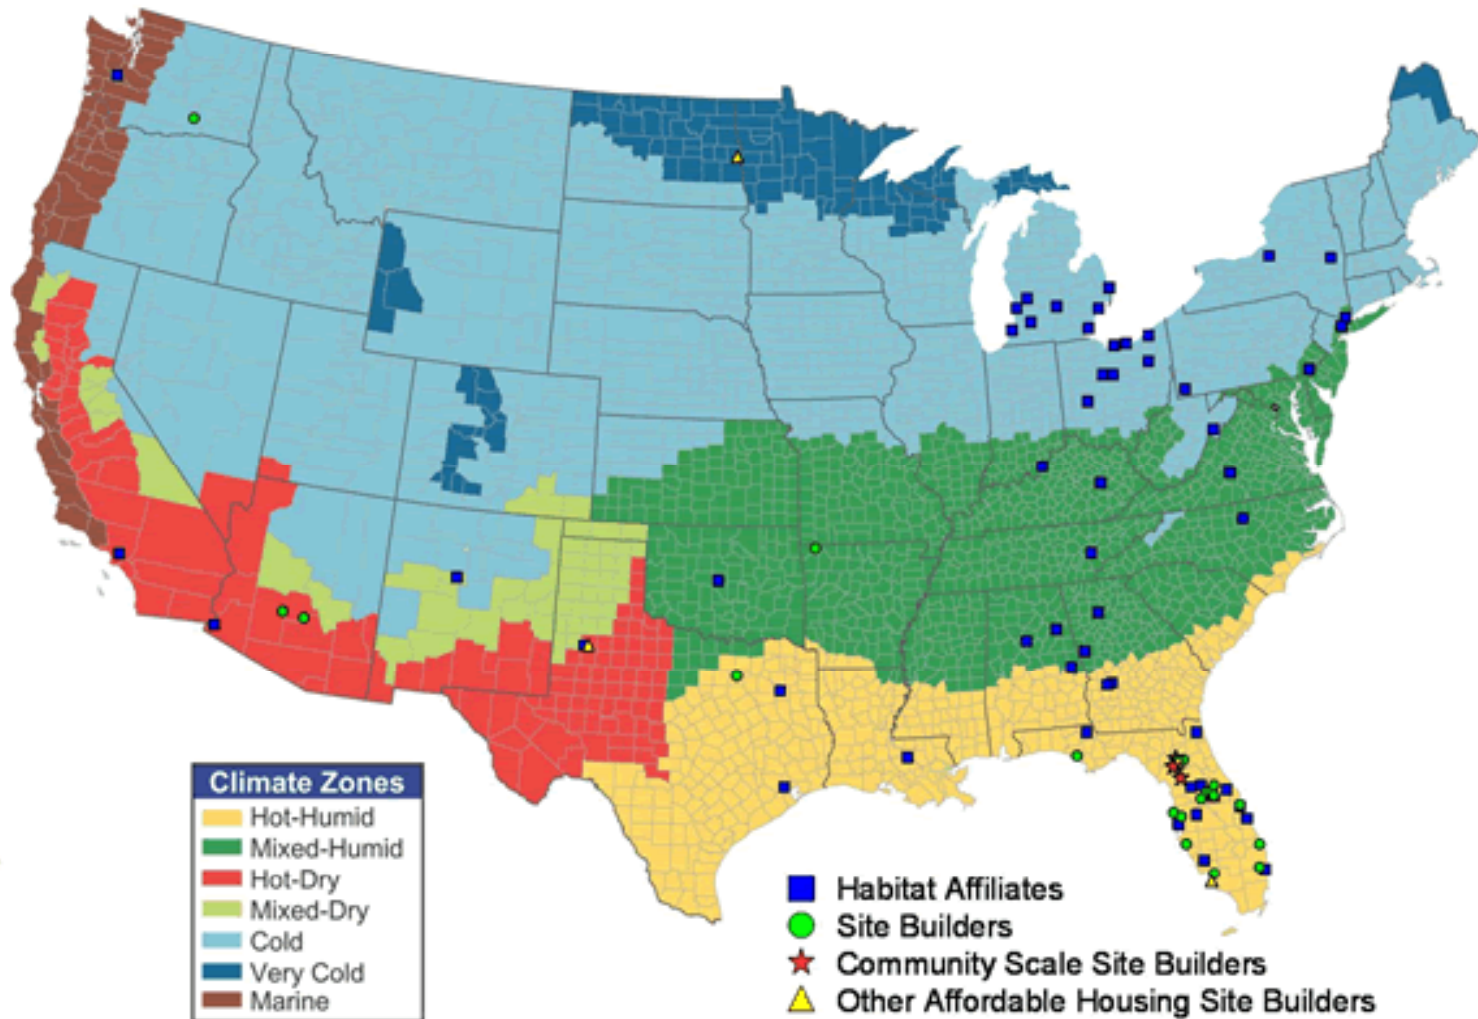 Climate Zones
Hot-Humid
Mixed-Humid
Hot-Dry
Mixed-Dry
Cold
Very Cold
Marine
Habitat Affiliates
Site Builders
Community Scale Site Builders
Other Affordable Housing Site Builders